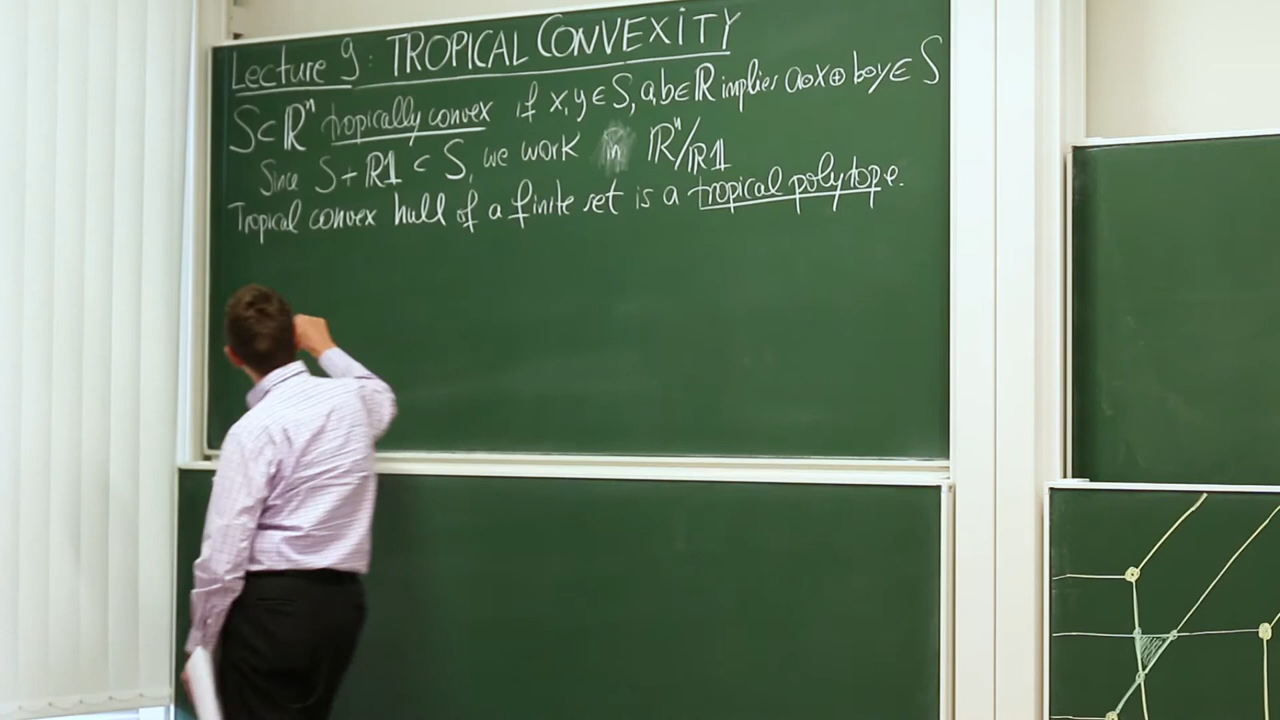 Lecture 9: TROPICAL CONVEXITY
S ⊂ ℝⁿ tropically convex if x,y ∈ S, a,b ∈ ℝ implies a⊙x ⊕ b⊙y ∈ S
Since S + ℝ𝟙 ⊂ S, we work in ℝⁿ/ℝ𝟙
Tropical convex hull of a finite set is a tropical polytope.